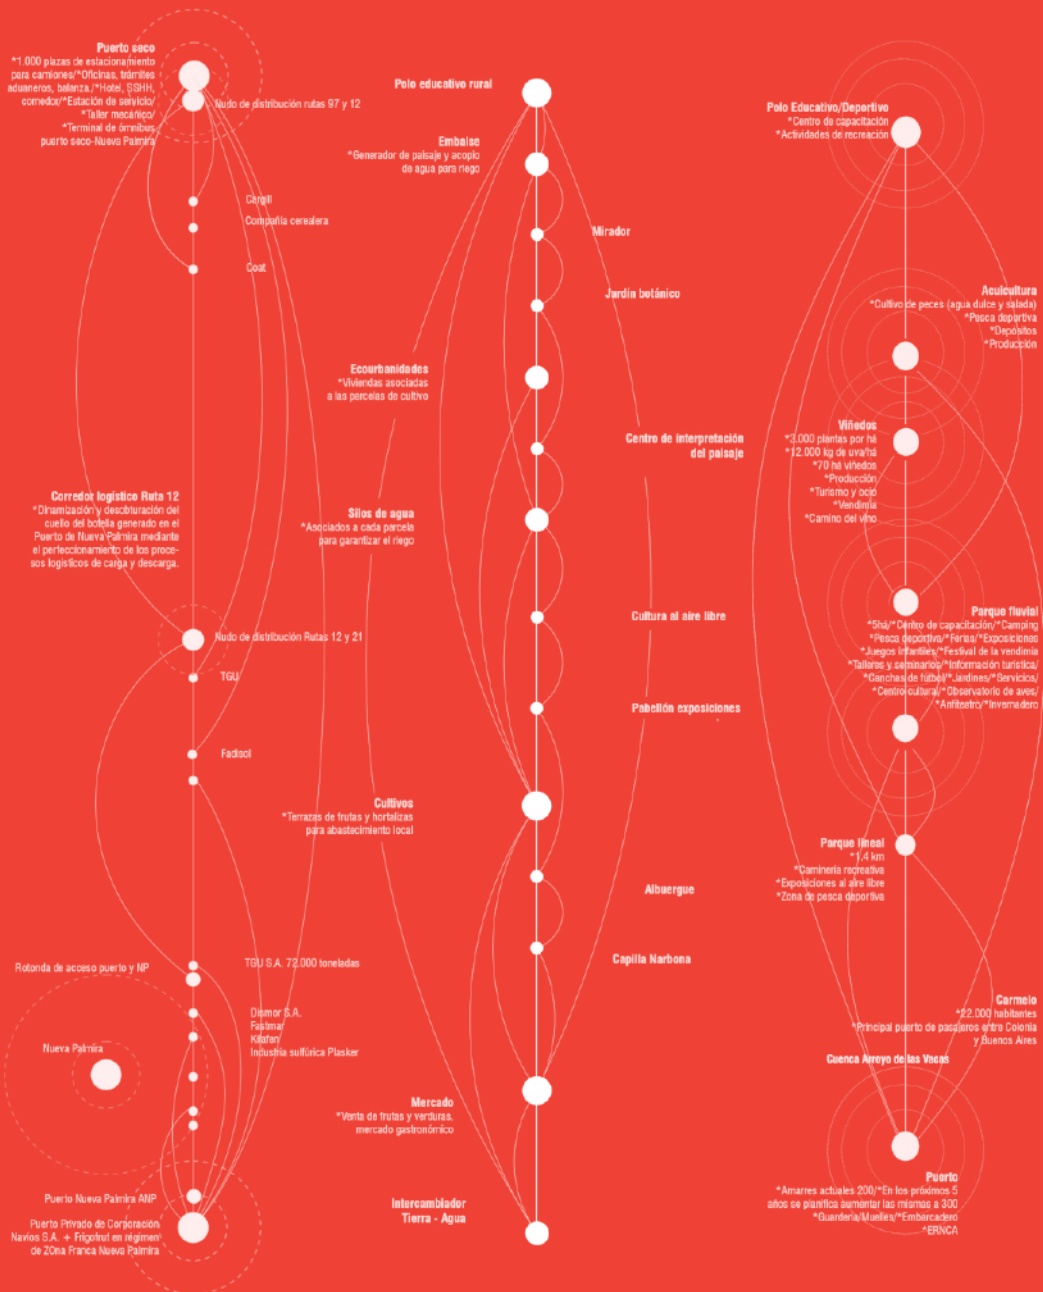 Puerto seco
*1.000 plazas de estacionamiento
para camiones/*Oficinas, trámites
aduaneros, balanza./*Hotel, SSHH,
comedor/*Estación de servicio/
*Taller mecánico/
*Terminal de ómnibus
puerto seco-Nueva Palmira
Nudo de distribución rutas 97 y 12
Cargill
Compañía cerealera
Coat
Corredor logístico Ruta 12
*Dinamización y desobturación del
cuello del botella generado en el
Puerto de Nueva Palmira mediante
el perfeccionamiento de los proce-
sos logísticos de carga y descarga.
Nudo de distribución Rutas 12 y 21
TGU
Fadisol
TGU S.A. 72.000 toneladas
Rotonda de acceso puerto y NP
Dismor S.A.
Fastmar
Kilafen
Industria sulfúrica Plasker
Nueva Palmira
Puerto Nueva Palmira ANP
Puerto Privado de Corporación
Navíos S.A. + Frigofrut en régimen
de ZOna Franca Nueva Palmira
Polo educativo rural
Embalse
*Generador de paisaje y acopio
de agua para riego
Mirador
Jardín botánico
Ecourbanidades
*Viviendas asociadas
a las parcelas de cultivo
Centro de interpretación
del paisaje
Silos de agua
*Asociados a cada parcela
para garantizar el riego
Cultura al aire libre
Pabellón exposiciones
Cultivos
*Terrazas de frutas y hortalizas
para abastecimiento local
Albuergue
Capilla Narbona
Mercado
*Venta de frutas y verduras,
mercado gastronómico
Intercambiador
Tierra - Agua
Polo Educativo/Deportivo
*Centro de capacitación
*Actividades de recreación
Acuicultura
*Cultivo de peces (agua dulce y salada)
*Pesca deportiva
*Depósitos
*Producción
Viñedos
*2.000 plantas por há
*12.000 kg de uva/há
*70 há viñedos
*Producción
*Turismo y ocio
*Vendimia
*Camino del vino
Parque fluvial
*5há/*Centro de capacitación/*Camping
*Pesca deportiva/*Ferias/*Exposiciones
*Juegos infantiles/*Festival de la vendimia
*Talleres y seminarios/*Información turística/
*Canchas de fútbol/*Jardines/*Servicios/
*Centro cultural/*Observatorio de aves/
*Anfiteatro/*Invernadero
Parque lineal
*1.4 km
*Caminería recreativa
*Exposiciones al aire libre
*Zona de pesca deportiva
Carmelo
*22.000 habitantes
*Principal puerto de pasajeros entre Colonia
y Buenos Aires
Cuenca Arroyo de las Vacas
Puerto
*Amarres actuales 200/*En los próximos 5
años se planifica aumentar las mismas a 300
*Guardería/Muelles/*Embarcadero
*ERNCA